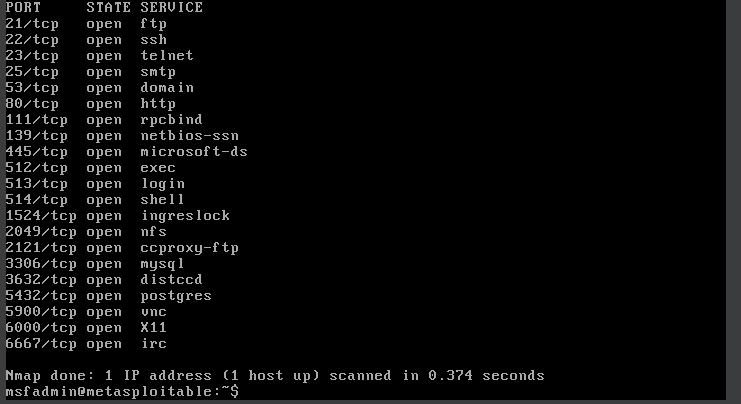 PORT STATE SERVICE
21/tcp open ftp
22/tcp open ssh
23/tcp open telnet
25/tcp open smtp
53/tcp open domain
80/tcp open http
111/tcp open rpcbind
139/tcp open netbios-ssn
445/tcp open microsoft-ds
512/tcp open exec
513/tcp open login
514/tcp open shell
1524/tcp open ingreslock
2049/tcp open nfs
2121/tcp open ccproxy-ftp
3306/tcp open mysql
3632/tcp open distccd
5432/tcp open postgres
5900/tcp open vnc
6000/tcp open X11
6667/tcp open irc
Nmap done: 1 IP address (1 host up) scanned in 0.374 seconds
msfadmin@metasploitable:~$